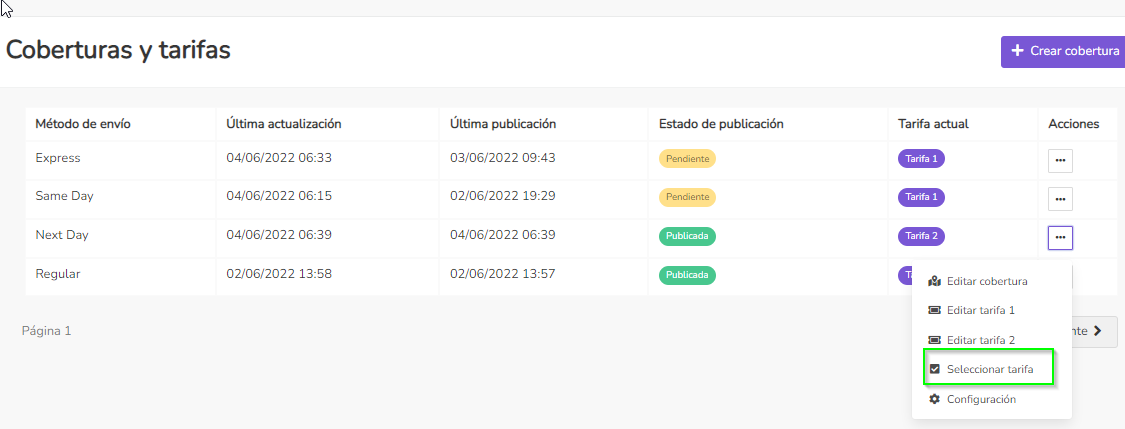 Coberturas y tarifas
Crear cobertura
Método de envío Última actualización Última publicación Estado de publicación Tarifa actual Acciones
Express 04/06/2022 06:33 03/06/2022 09:43 Pendiente Tarifa 1
Same Day 04/06/2022 06:15 02/06/2022 19:29 Pendiente Tarifa 1
Next Day 04/06/2022 06:39 04/06/2022 06:39 Publicada Tarifa 2
Regular 02/06/2022 13:58 02/06/2022 13:57 Publicada
Editar cobertura
Editar tarifa 1
Editar tarifa 2
Seleccionar tarifa
Configuración
Página 1